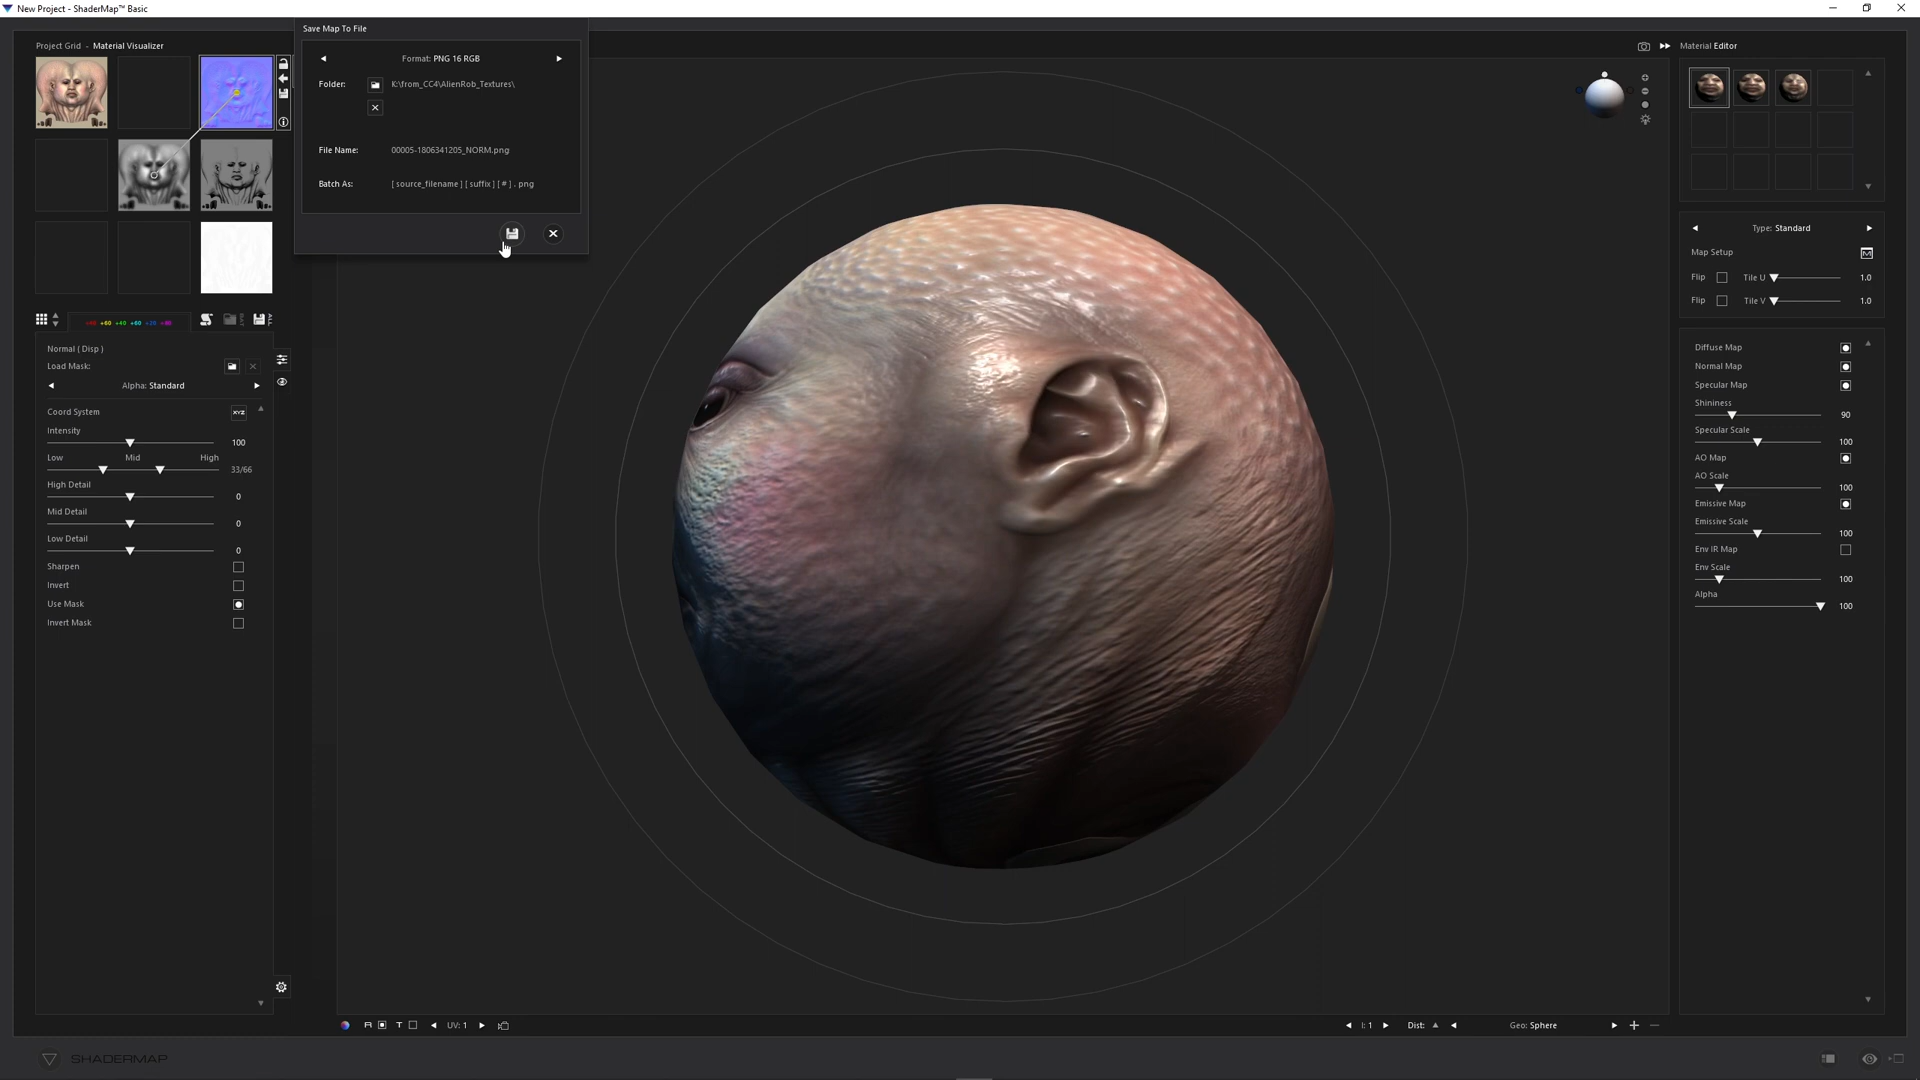 New Project - ShaderMap™ Basic
Save Map To File
Project Grid - Material Visualizer
Material Editor
Format: PNG 16 RGB
Folder:
K:\from_CC4\AlienRob_Textures\
File Name:
00005-1806341205_NORM.png
Batch As:
[ source_filename ] [ suffix ] [ # ] . png
Type: Standard
Map Setup
Flip
Tile U
1.0
Flip
Tile V
1.0
Normal ( Disp )
Load Mask:
Alpha: Standard
Coord System
XYZ
Intensity
100
Low
Mid
High
33/66
High Detail
0
Mid Detail
0
Low Detail
0
Sharpen
Invert
Use Mask
Invert Mask
Diffuse Map
Normal Map
Specular Map
Shininess
90
Specular Scale
100
AO Map
AO Scale
100
Emissive Map
Emissive Scale
100
Env IR Map
Env Scale
100
Alpha
100
T
UV: 1
I: 1
Dist:
Geo: Sphere
SHADERMAP